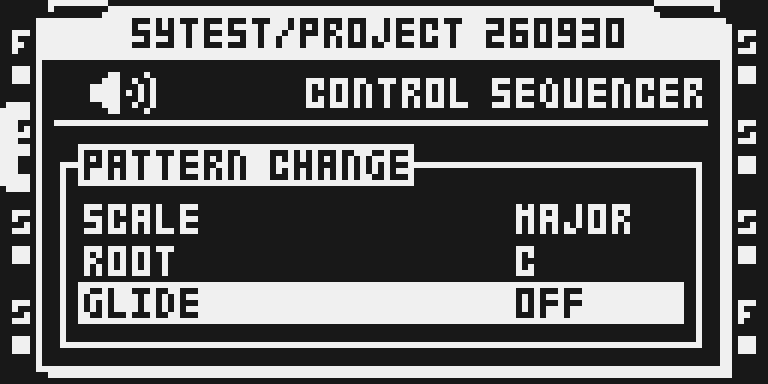 SYTEST/PROJECT 260930
CONTROL SEQUENCER
PATTERN CHANGE
SCALE MAJOR
ROOT C
GLIDE OFF